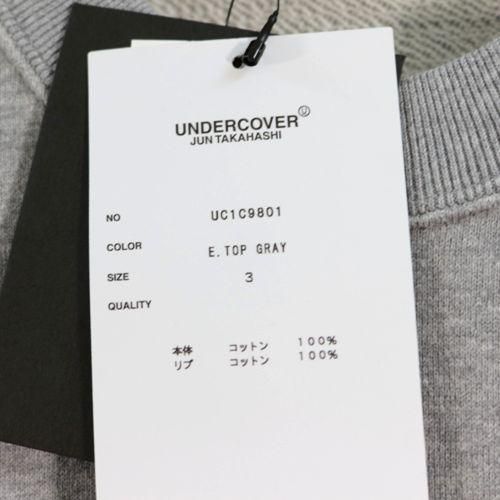 UNDERCOVER
JUN TAKAHASHI
NO UC1C9801
COLOR E.TOP GRAY
SIZE 3
QUALITY
本体 コットン 100%
リブ コットン 100%